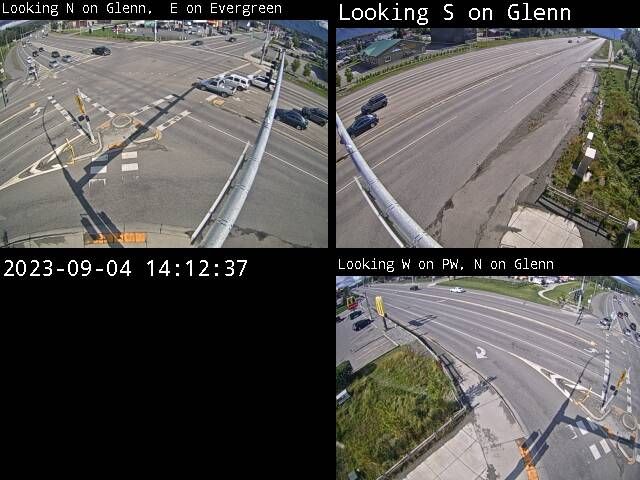 Looking N on Glenn, E on Evergreen
Looking S on Glenn
2023-09-04 14:12:37
Looking W on PW, N on Glenn